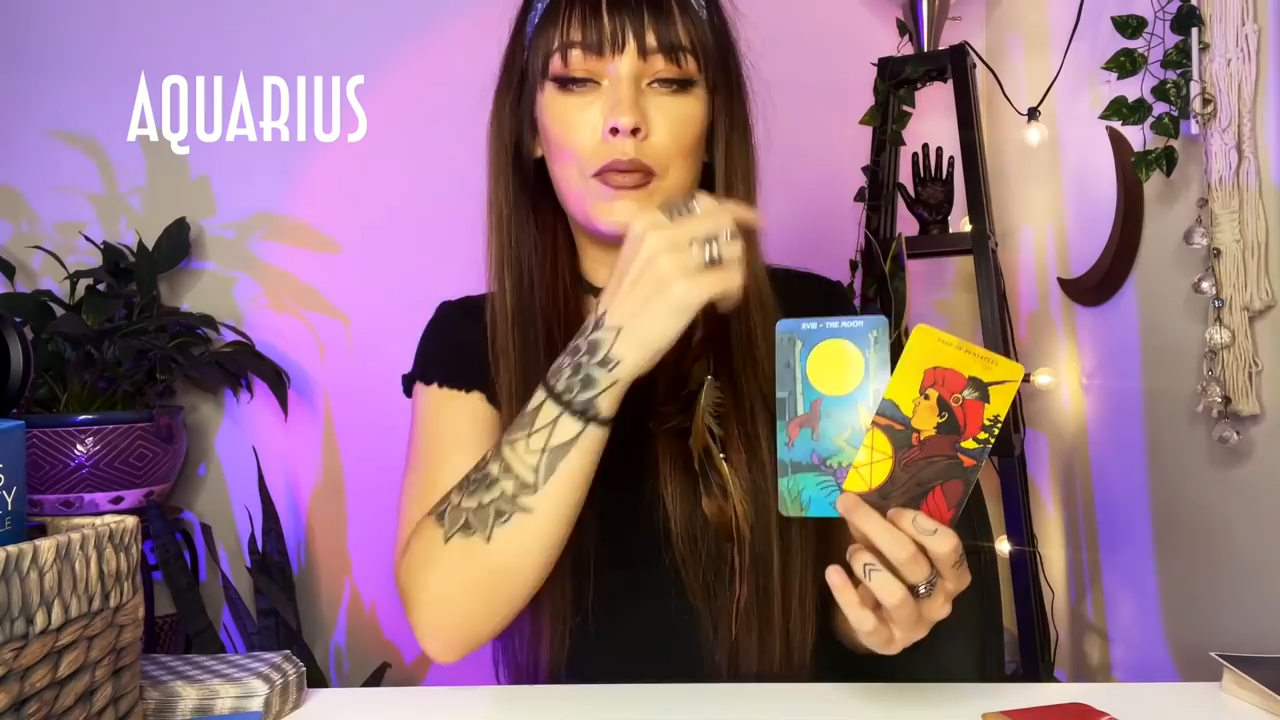 AQUARIUS
XVIII • THE MOON
PAGE OF PENTACLES